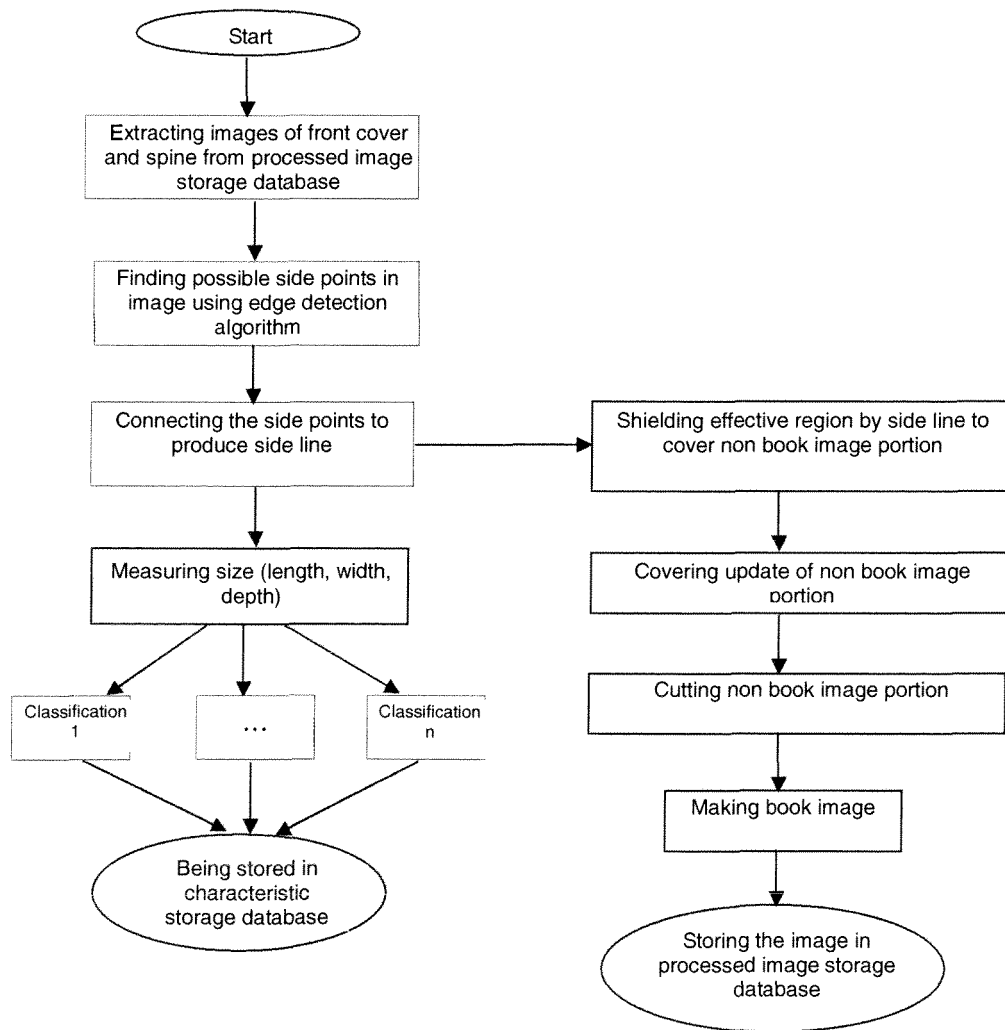 Start
Extracting images of front cover
and spine from processed image
storage database
Finding possible side points in
image using edge detection
algorithm
Connecting the side points to
produce side line
Shielding effective region by side line to
cover non book image portion
Measuring size (length, width,
depth)
Covering update of non book image
portion
Classification
1
...
Classification
n
Cutting non book image portion
Making book image
Being stored in
characteristic
storage database
Storing the image in
processed image storage
database